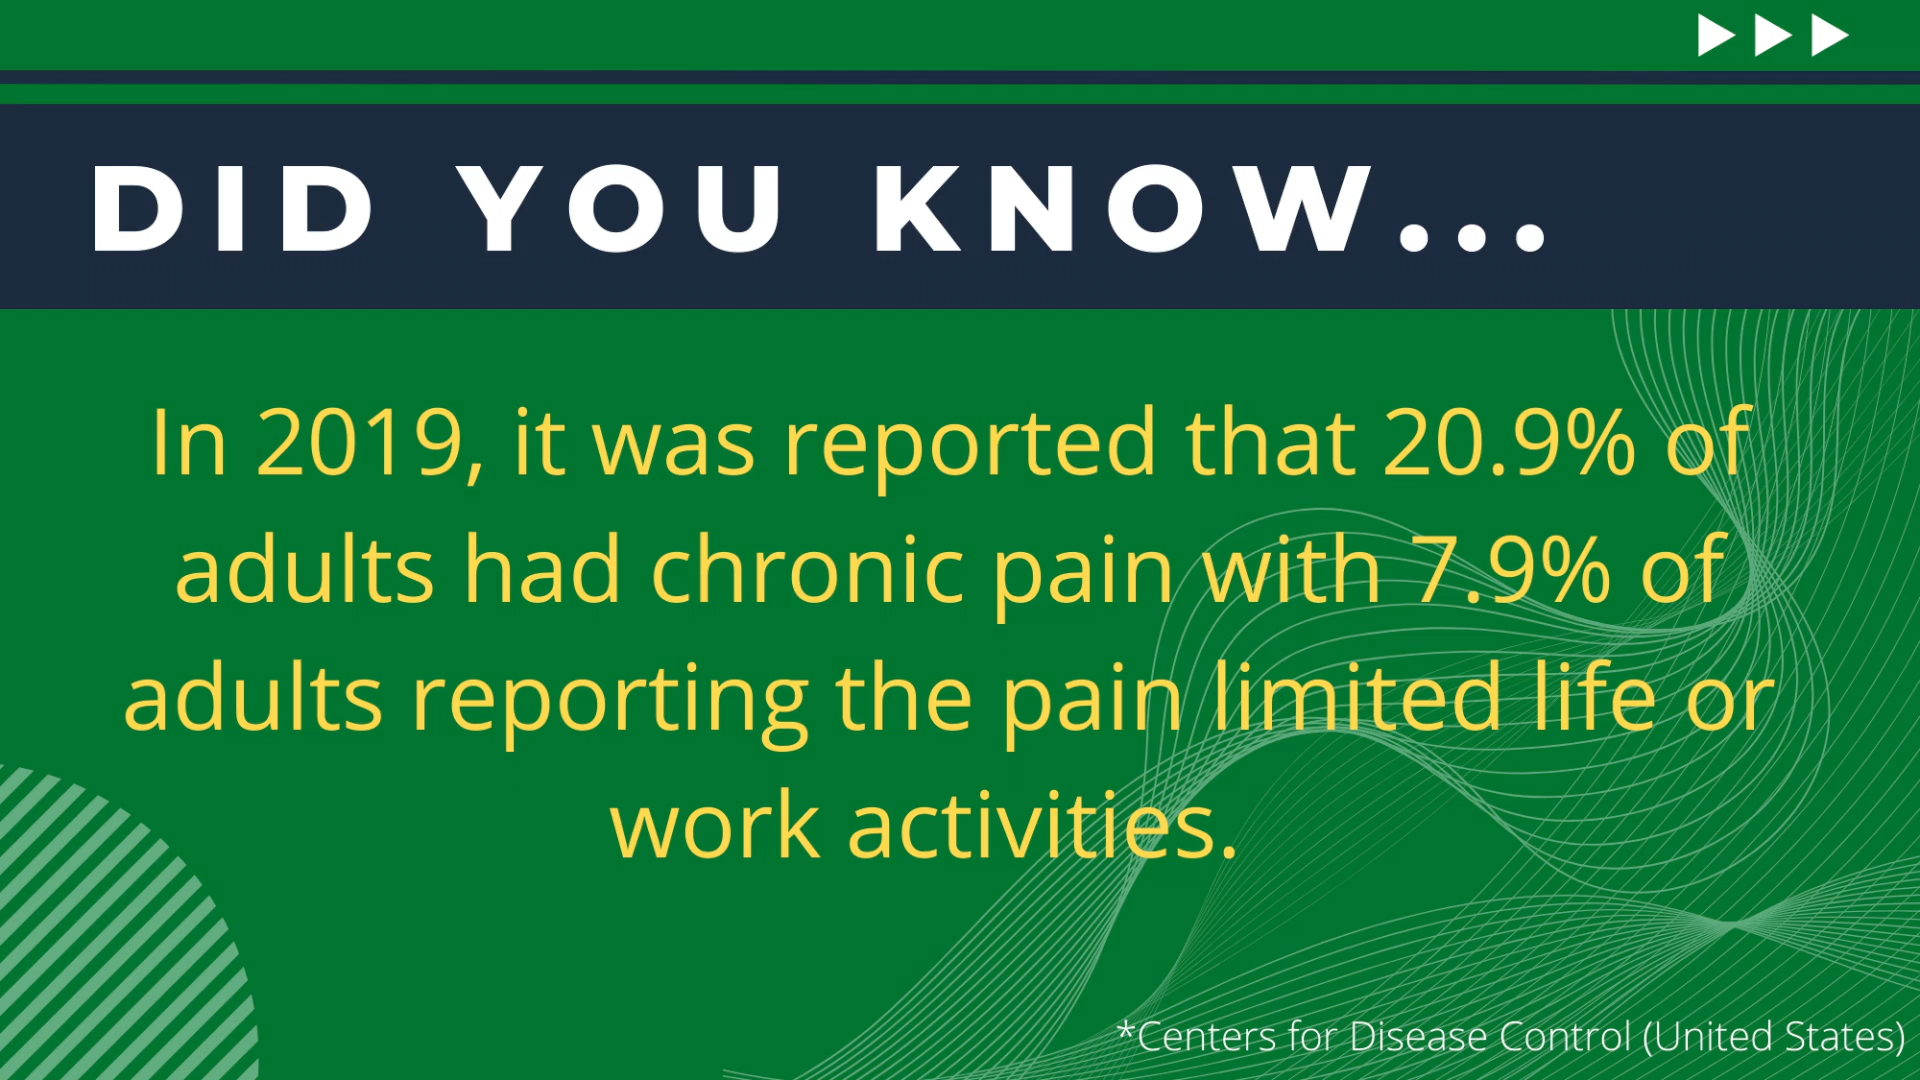 DID YOU KNOW...
In 2019, it was reported that 20.9% of
adults had chronic pain with 7.9% of
adults reporting the pain limited life or
work activities.
*Centers for Disease Control (United States)